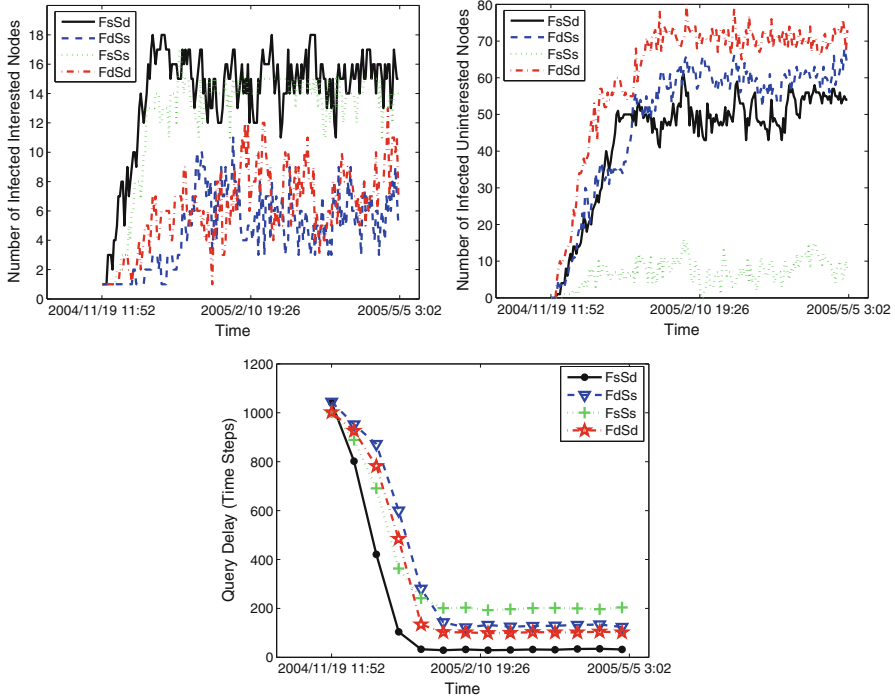 Number of Infected Interested Nodes
18
16
14
12
10
8
6
4
2
0
FsSd
FdSs
FsSs
FdSd
2004/11/19 11:52
2005/2/10 19:26
2005/5/5 3:02
Time
Number of Infected Uninterested Nodes
80
70
60
50
40
30
20
10
0
FsSd
FdSs
FsSs
FdSd
2004/11/19 11:52
2005/2/10 19:26
2005/5/5 3:02
Time
Query Delay (Time Steps)
1200
1000
800
600
400
200
0
FsSd
FdSs
FsSs
FdSd
2004/11/19 11:52
2005/2/10 19:26
2005/5/5 3:02
Time